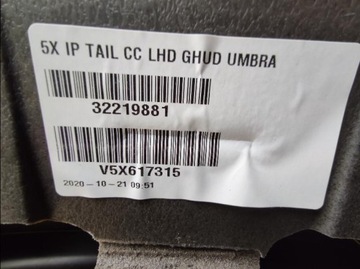 5X IP TAIL CC LHD GHUD UMBRA
32219881
V5X617315
2020-10-21 09:51